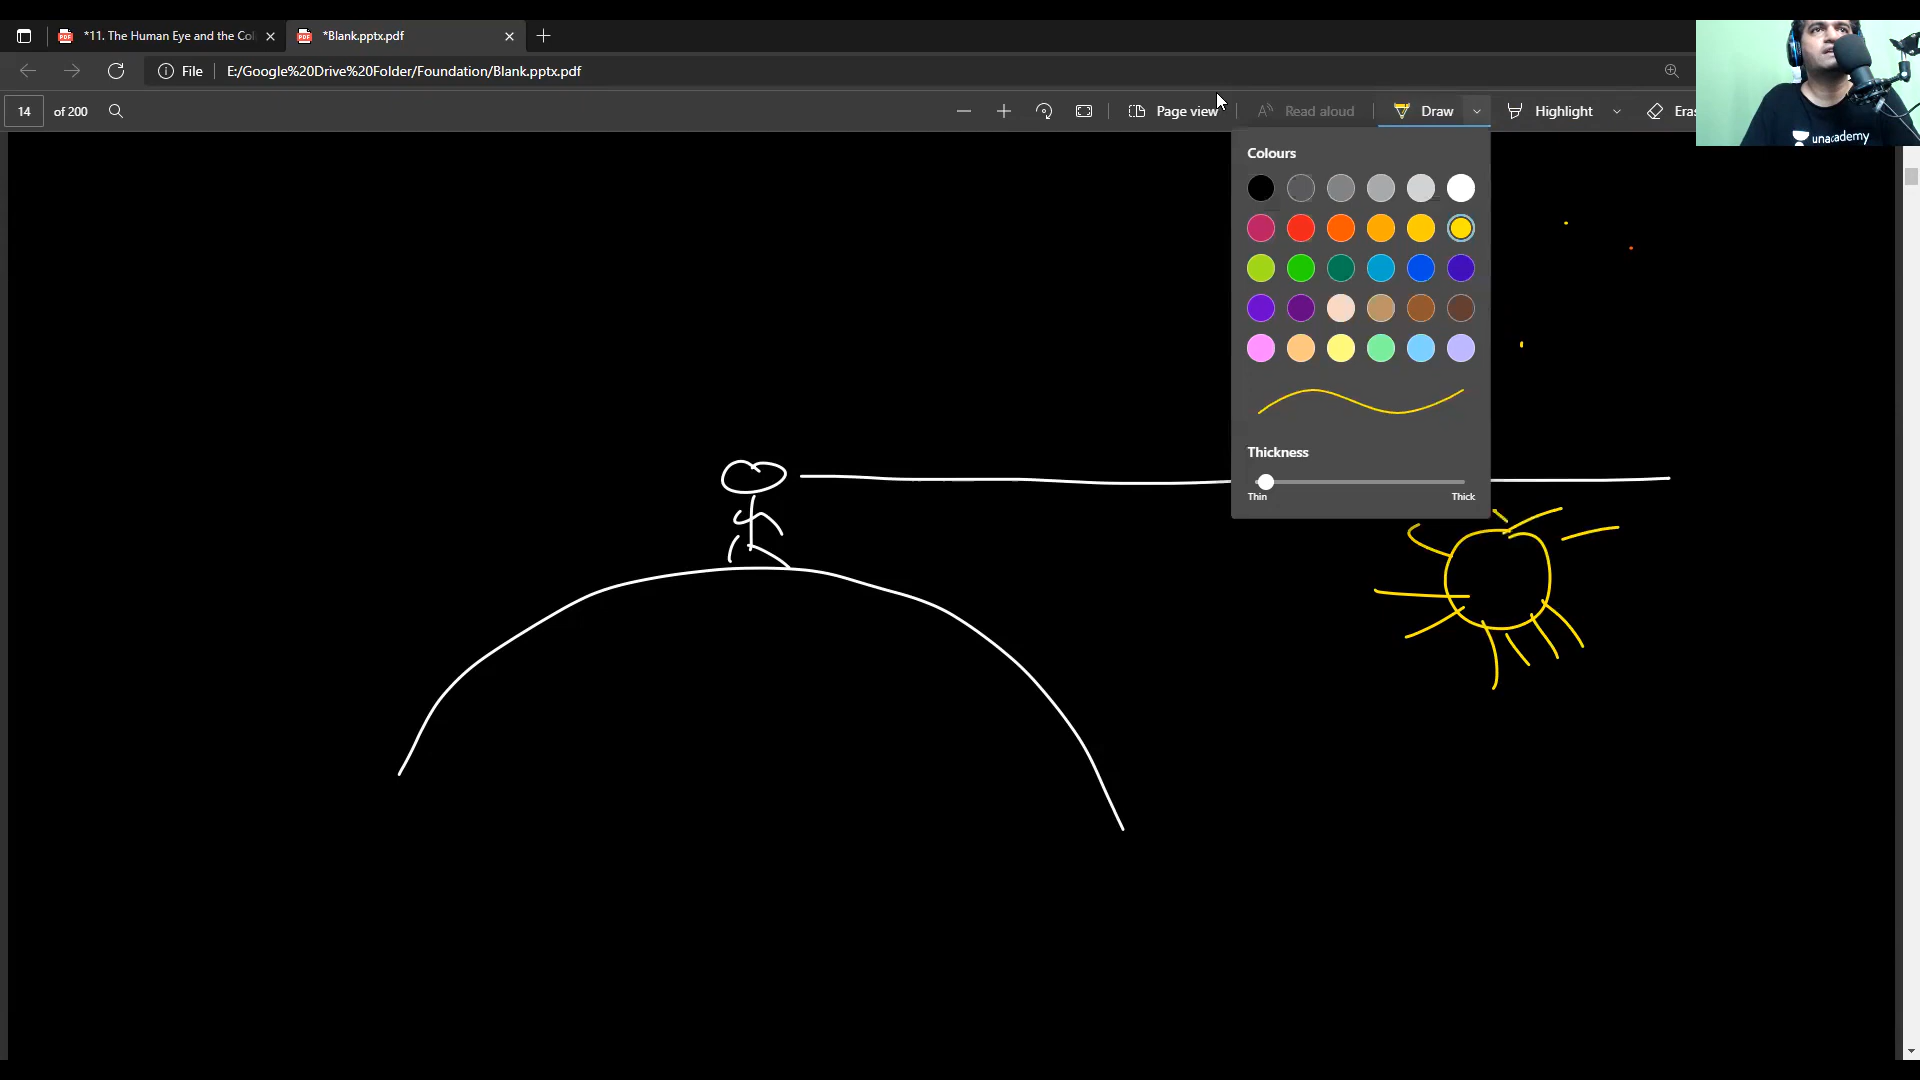 *11. The Human Eye and the Col
*Blank.pptx.pdf
File
E:/Google%20Drive%20Folder/Foundation/Blank.pptx.pdf
14 of 200
Page view
Read aloud
Draw
Highlight
Eras
unacademy
Colours
Thickness
Thin
Thick